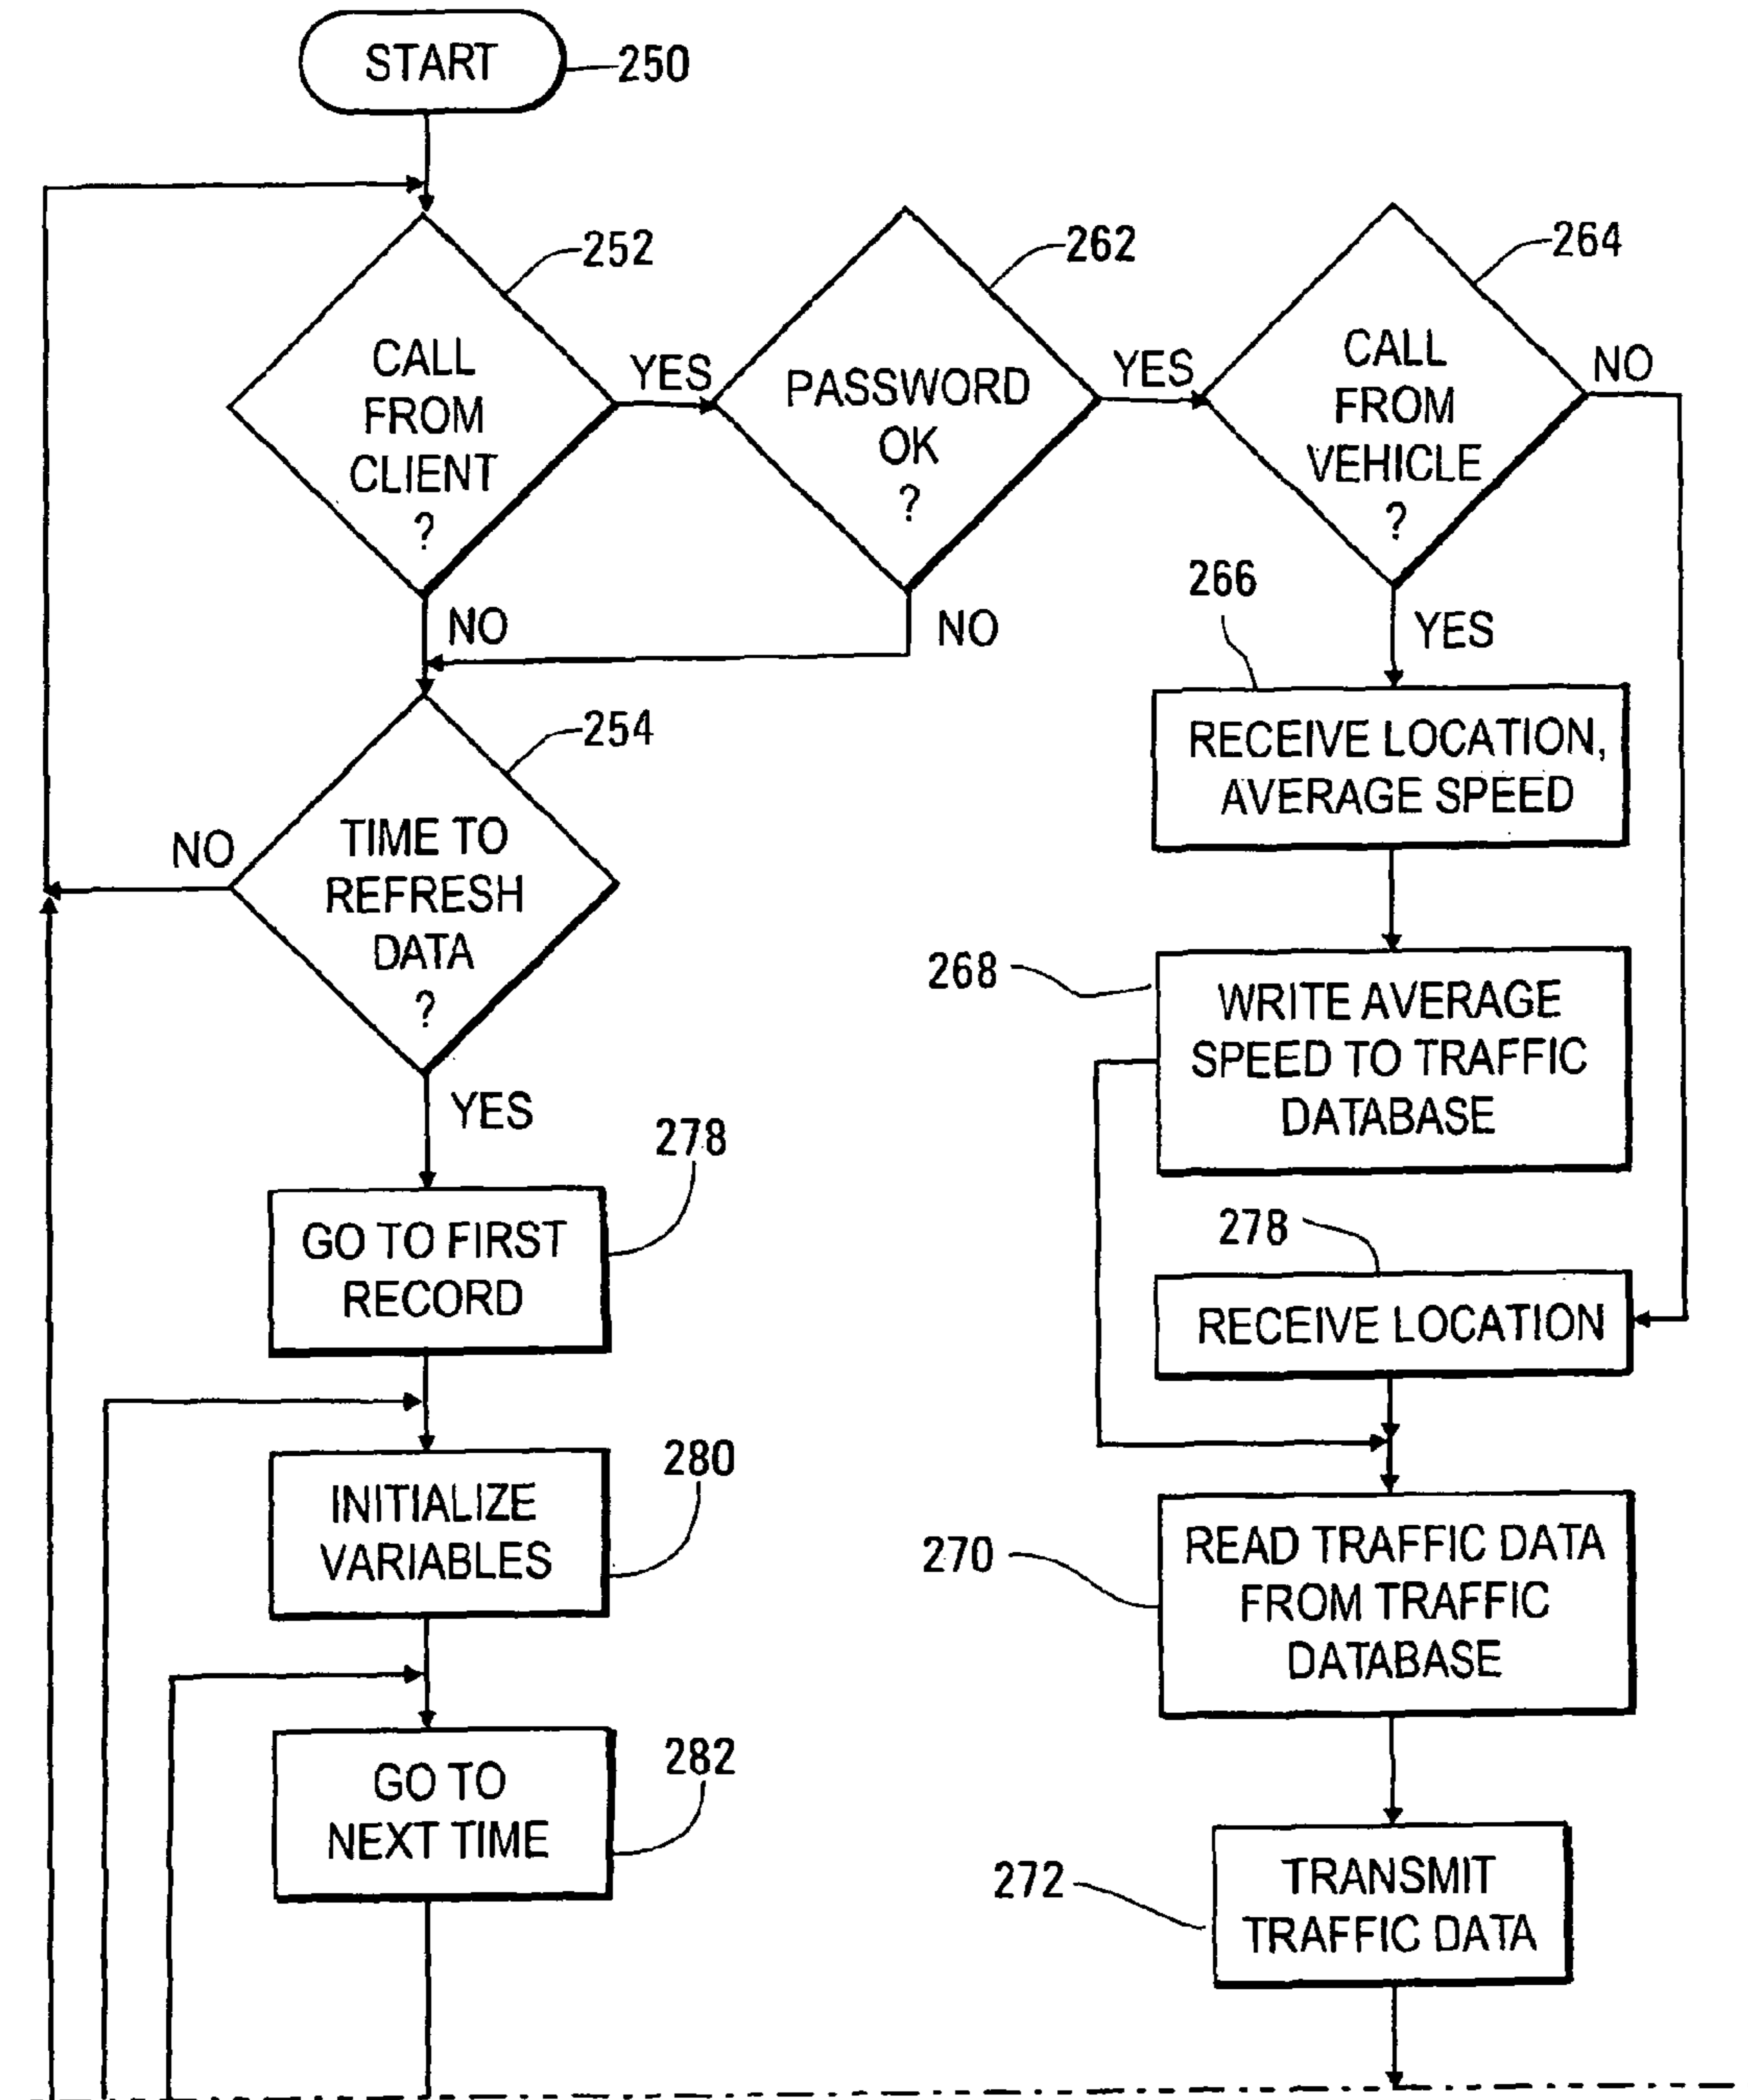 START
250
252
CALL
FROM
CLIENT
?
YES
NO
262
PASSWORD
OK
?
YES
NO
264
CALL
FROM
VEHICLE
?
NO
YES
266
RECEIVE LOCATION,
AVERAGE SPEED
254
TIME TO
REFRESH
DATA
?
NO
YES
268
WRITE AVERAGE
SPEED TO TRAFFIC
DATABASE
278
GO TO FIRST
RECORD
278
RECEIVE LOCATION
280
INITIALIZE
VARIABLES
270
READ TRAFFIC DATA
FROM TRAFFIC
DATABASE
282
GO TO
NEXT TIME
272
TRANSMIT
TRAFFIC DATA